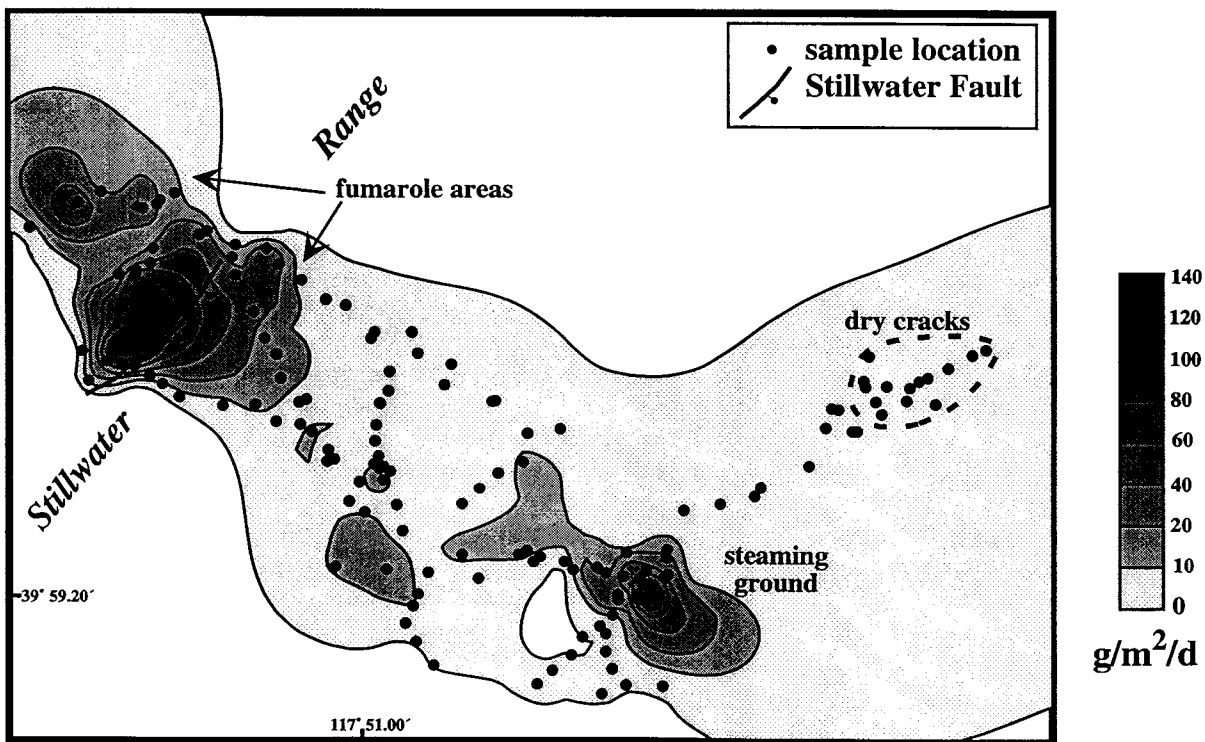 sample location
Stillwater Fault
Range
fumarole areas
dry cracks
Stillwater
steaming
ground
39° 59.20′
117° 51.00′
140
120
100
80
60
40
20
10
0
g/m²/d